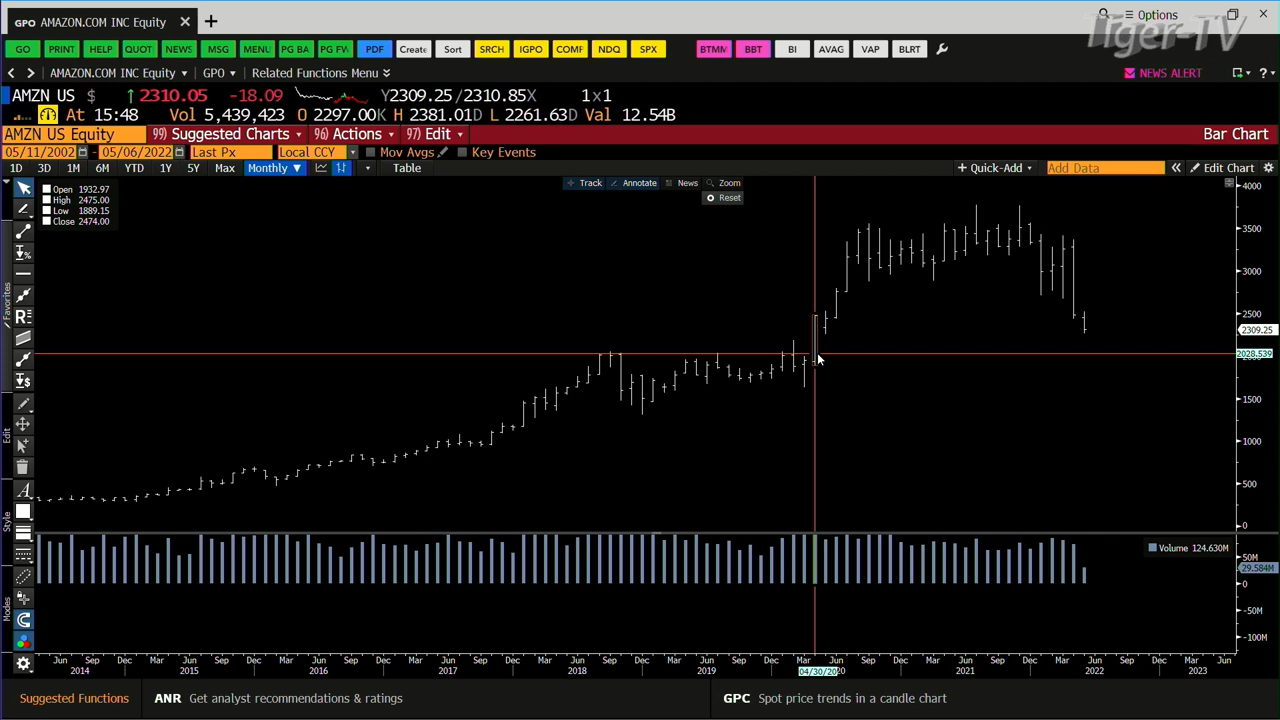 GPO AMAZON.COM INC Equity
Options
Tiger-TV
GO PRINT HELP QUOT NEWS MSG MENU PG BA PG FW PDF Create Sort SRCH IGPO COMF NDQ SPX BTMM BBT BI AVAG VAP BLRT
AMAZON.COM INC Equity GPO Related Functions Menu NEWS ALERT
AMZN US $ ↑ 2310.05 -18.09 Y2309.25 /2310.85X 1x1
At 15:48 Vol 5,439,423 O 2297.00K H 2381.01D L 2261.63D Val 12.54B
AMZN US Equity 99) Suggested Charts 96) Actions 97) Edit Bar Chart
05/11/2002 - 05/06/2022 Last Px Local CCY Mov Avgs Key Events
1D 3D 1M 6M YTD 1Y 5Y Max Monthly ▼ Table + Quick-Add Add Data « Edit Chart
Track Annotate News Zoom
Reset
Open 1932.97
High 2475.00
Low 1889.15
Close 2474.00
4000
3500
3000
2500
2309.25
2028.539
1500
1000
500
0
Favorites
Edit
Style
Modes
Volume 124.630M
50M
29.584M
0
-50M
-100M
Jun Sep Dec Mar Jun Sep Dec Mar Jun Sep Dec Mar Jun Sep Dec Mar Jun Sep Dec Mar Jun Sep Dec Mar Jun Sep Dec Mar Jun Sep Dec Mar Jun Sep Dec Mar Jun
2014 2015 2016 2017 2018 2019 04/30/20 20 2021 2022 2023
Suggested Functions ANR Get analyst recommendations & ratings GPC Spot price trends in a candle chart